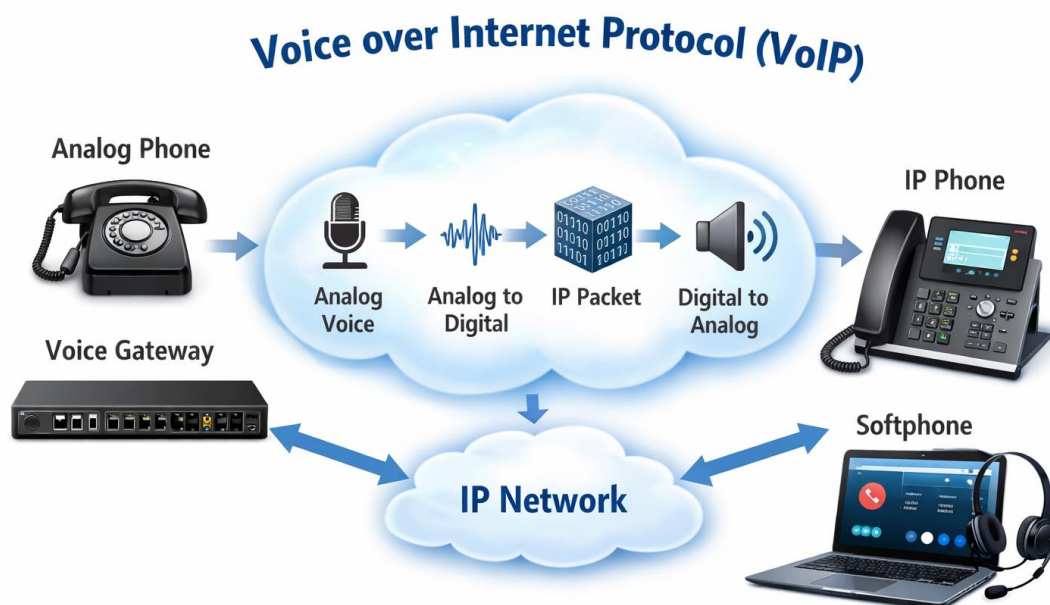 Voice over Internet Protocol (VoIP)
Analog Phone
IP Phone
Analog
Voice
Analog to
Digital
IP Packet
Digital to
Analog
Voice Gateway
Softphone
IP Network